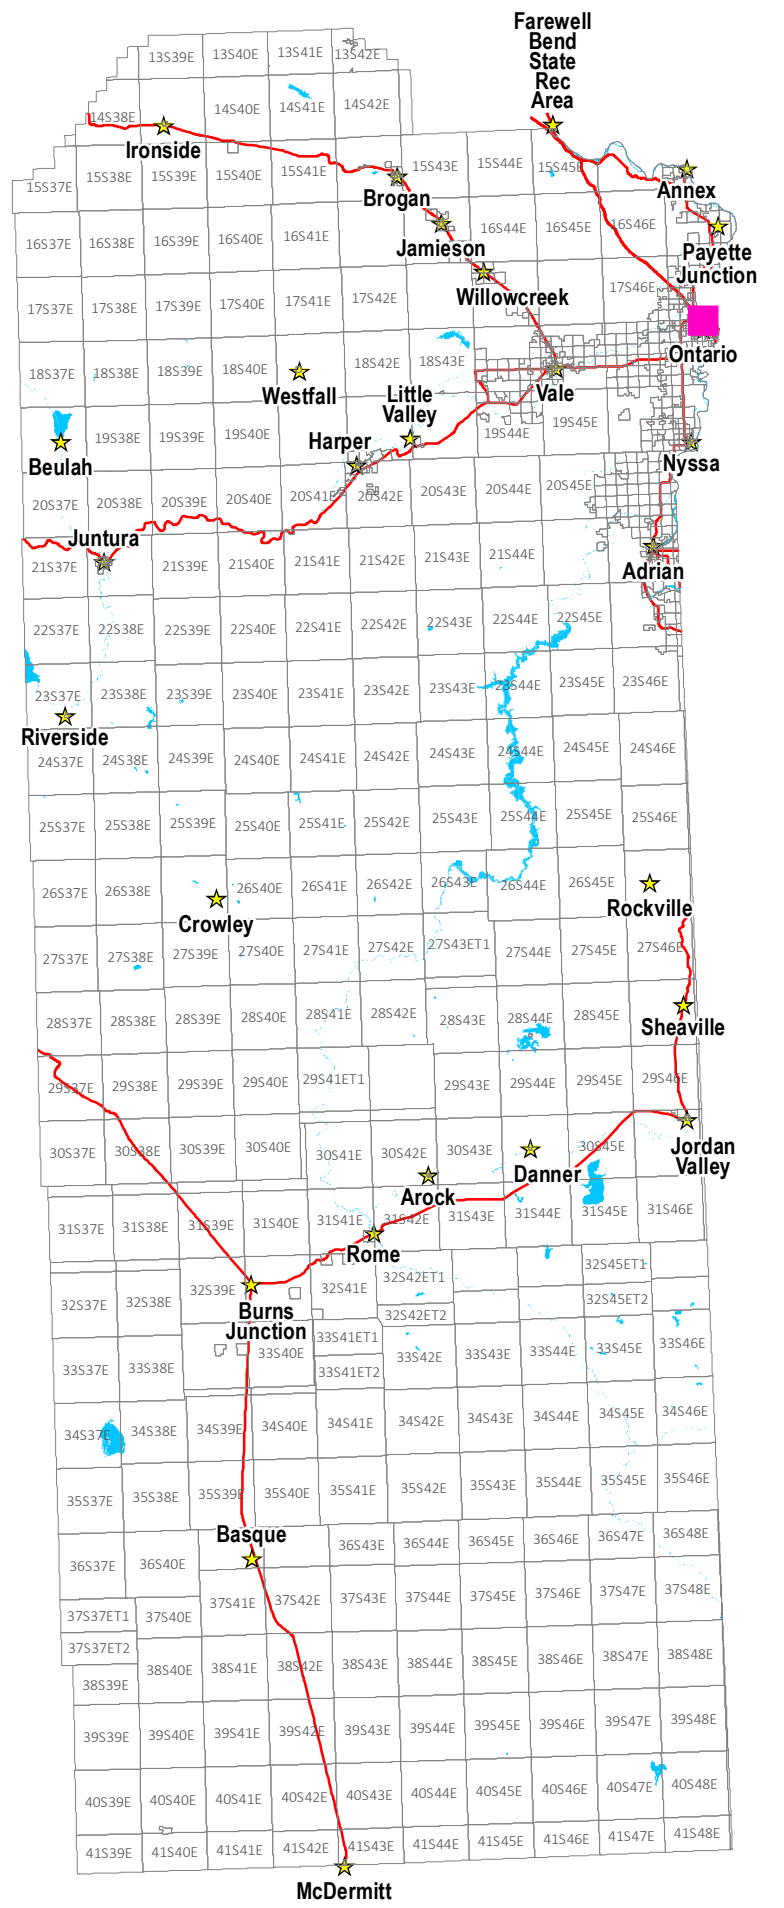 Farewell
Bend
State
Rec
Area
13S39E 13S40E 13S41E 13S42E
14S38E 14S40E 14S41E 14S42E
Ironside
15S37E 15S38E 15S39E 15S40E 15S41E 15S43E 15S44E 15S45E
Brogan
Annex
16S37E 16S38E 16S39E 16S40E 16S41E 16S44E 16S45E 16S46E
Jamieson
Payette
Junction
17S37E 17S38E 17S39E 17S40E 17S41E 17S42E 17S46E
Willowcreek
Ontario
18S37E 18S38E 18S39E 18S40E 18S42E 18S43E
Westfall
Little
Valley
Vale
19S38E 19S39E 19S40E 19S44E 19S45E
Beulah
Harper
Nyssa
20S37E 20S38E 20S39E 20S40E 20S41E 20S42E 20S43E 20S44E 20S45E
Juntura
21S37E 21S39E 21S40E 21S41E 21S42E 21S43E 21S44E
Adrian
22S37E 22S38E 22S39E 22S40E 22S41E 22S42E 22S43E 22S44E 22S45E
23S37E 23S38E 23S39E 23S40E 23S41E 23S42E 23S43E 23S44E 23S45E 23S46E
Riverside
24S37E 24S38E 24S39E 24S40E 24S41E 24S42E 24S43E 24S44E 24S45E 24S46E
25S37E 25S38E 25S39E 25S40E 25S41E 25S42E 25S43E 25S44E 25S45E 25S46E
26S37E 26S38E 26S40E 26S41E 26S42E 26S43E 26S44E 26S45E
Crowley
Rockville
27S37E 27S38E 27S39E 27S40E 27S41E 27S42E 27S43ET1 27S44E 27S45E 27S46E
28S37E 28S38E 28S39E 28S40E 28S41E 28S42E 28S43E 28S44E 28S45E
Sheaville
29S37E 29S38E 29S39E 29S40E 29S41ET1 29S43E 29S44E 29S45E 29S46E
30S37E 30S38E 30S39E 30S40E 30S41E 30S42E 30S43E 30S45E
Jordan
Valley
Danner
Arock
31S37E 31S38E 31S39E 31S40E 31S41E 31S42E 31S43E 31S44E 31S45E 31S46E
Rome
32S37E 32S38E 32S39E 32S41E 32S42ET1 32S45ET1
32S42ET2 32S45ET2
Burns
Junction
33S41ET1
33S37E 33S38E 33S40E 33S42E 33S43E 33S44E 33S45E 33S46E
33S41ET2
34S37E 34S38E 34S39E 34S40E 34S41E 34S42E 34S43E 34S44E 34S45E 34S46E
35S37E 35S38E 35S39E 35S40E 35S41E 35S42E 35S43E 35S44E 35S45E 35S46E
Basque
36S37E 36S40E 36S43E 36S44E 36S45E 36S46E 36S47E 36S48E
37S37ET1 37S40E 37S41E 37S42E 37S43E 37S44E 37S45E 37S46E 37S47E 37S48E
37S37ET2
38S39E 38S40E 38S41E 38S42E 38S43E 38S44E 38S45E 38S46E 38S47E 38S48E
39S39E 39S40E 39S41E 39S42E 39S43E 39S44E 39S45E 39S46E 39S47E 39S48E
40S39E 40S40E 40S41E 40S42E 40S43E 40S44E 40S45E 40S46E 40S47E 40S48E
41S39E 41S40E 41S41E 41S42E 41S43E 41S44E 41S45E 41S46E 41S47E 41S48E
McDermitt